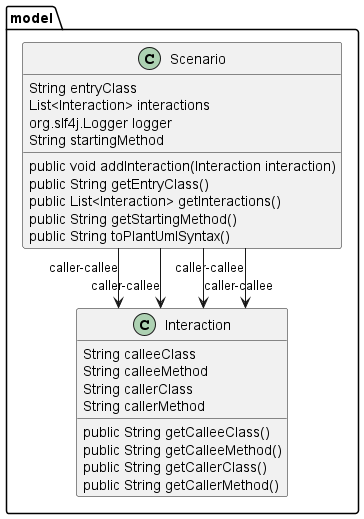 model
C Scenario
String entryClass
List<Interaction> interactions
org.slf4j.Logger logger
String startingMethod
public void addInteraction(Interaction interaction)
public String getEntryClass()
public List<Interaction> getInteractions()
public String getStartingMethod()
public String toPlantUmlSyntax()
caller-callee caller-callee
caller-callee caller-callee
C Interaction
String calleeClass
String calleeMethod
String callerClass
String callerMethod
public String getCalleeClass()
public String getCalleeMethod()
public String getCallerClass()
public String getCallerMethod()